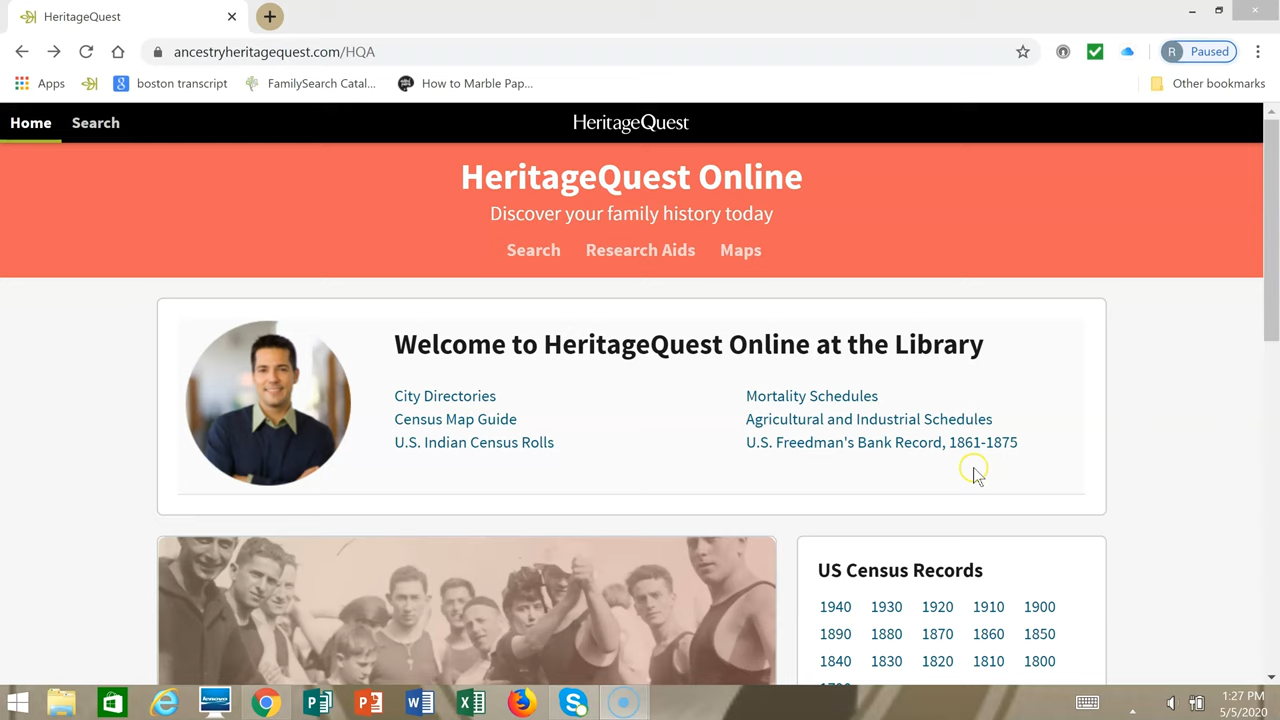 HeritageQuest
ancestryheritagequest.com/HQA
R Paused
Apps boston transcript FamilySearch Catal... How to Marble Pap... Other bookmarks
Home Search HeritageQuest
HeritageQuest Online
Discover your family history today
Search Research Aids Maps
Welcome to HeritageQuest Online at the Library
City Directories Mortality Schedules
Census Map Guide Agricultural and Industrial Schedules
U.S. Indian Census Rolls U.S. Freedman's Bank Record, 1861-1875
US Census Records
1940 1930 1920 1910 1900
1890 1880 1870 1860 1850
1840 1830 1820 1810 1800
1:27 PM
5/5/2020